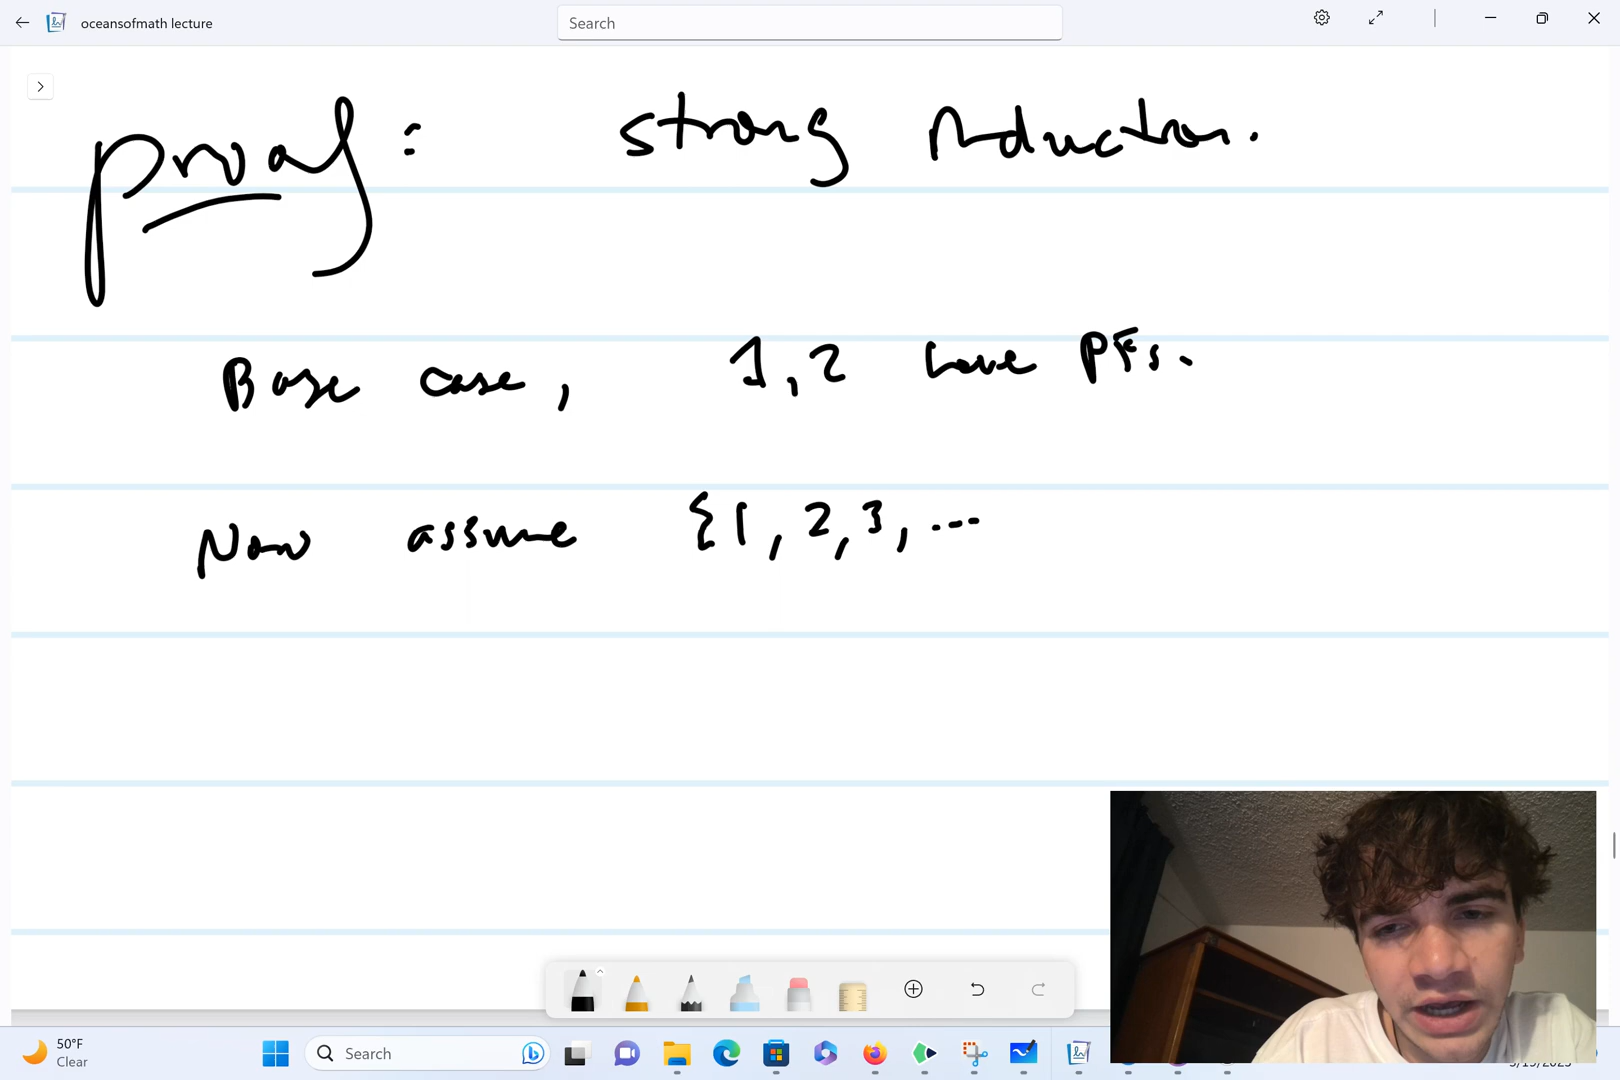 oceansofmath lecture
Search
proof: strong induction.
Base case, 1, 2 have PFs.
Now assume {1, 2, 3, ...
50°F
Clear
Search